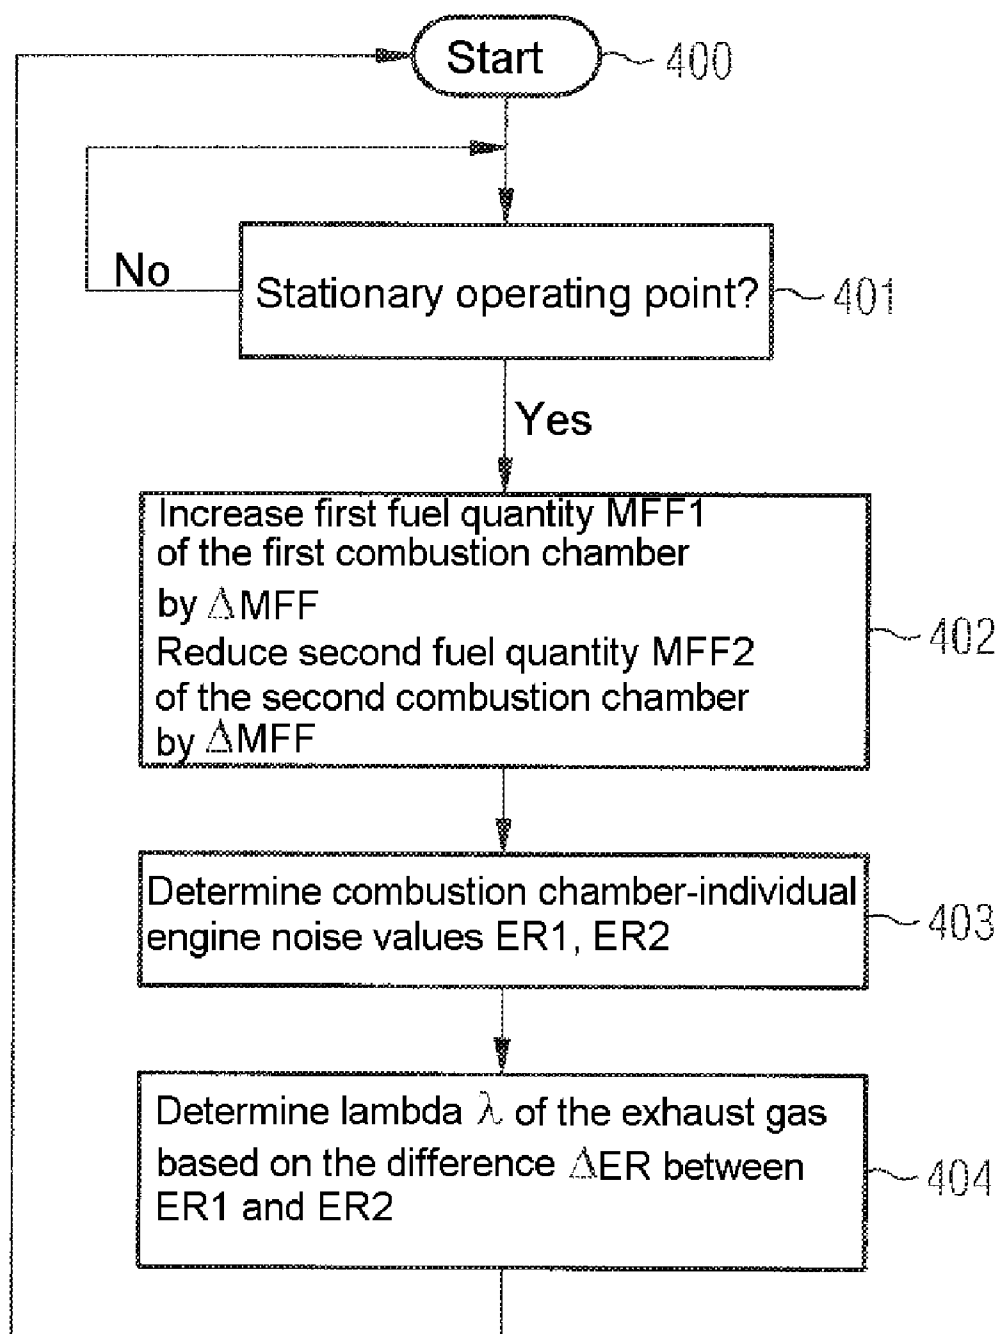 Start
400
No
Stationary operating point?
401
Yes
Increase first fuel quantity MFF1
of the first combustion chamber
by ΔMFF
Reduce second fuel quantity MFF2
of the second combustion chamber
by ΔMFF
402
Determine combustion chamber-individual
engine noise values ER1, ER2
403
Determine lambda λ of the exhaust gas
based on the difference ΔER between
ER1 and ER2
404